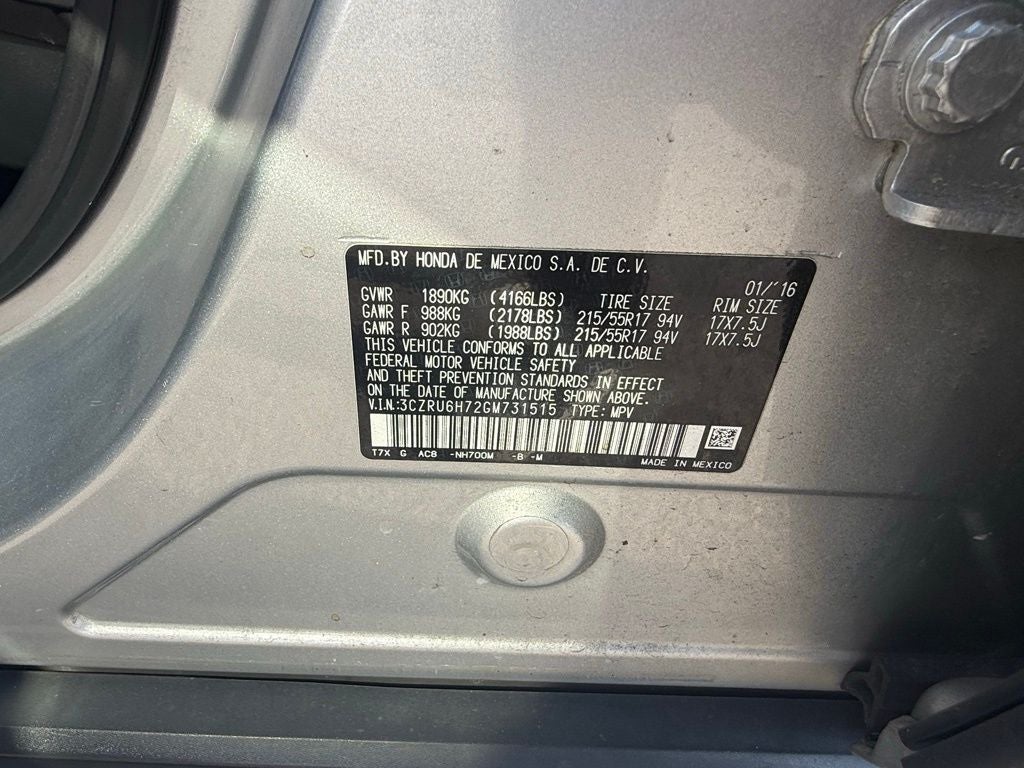 MFD.BY HONDA DE MEXICO S.A. DE C.V.
01/'16
GVWR 1890KG (4166LBS) TIRE SIZE RIM SIZE
GAWR F 988KG (2178LBS) 215/55R17 94V 17X7.5J
GAWR R 902KG (1988LBS) 215/55R17 94V 17X7.5J
THIS VEHICLE CONFORMS TO ALL APPLICABLE
FEDERAL MOTOR VEHICLE SAFETY
AND THEFT PREVENTION STANDARDS IN EFFECT
ON THE DATE OF MANUFACTURE SHOWN ABOVE.
V.I.N.:3CZRU6H72GM731515 TYPE: MPV
T7X G AC8 -NH700M -B -M MADE IN MEXICO